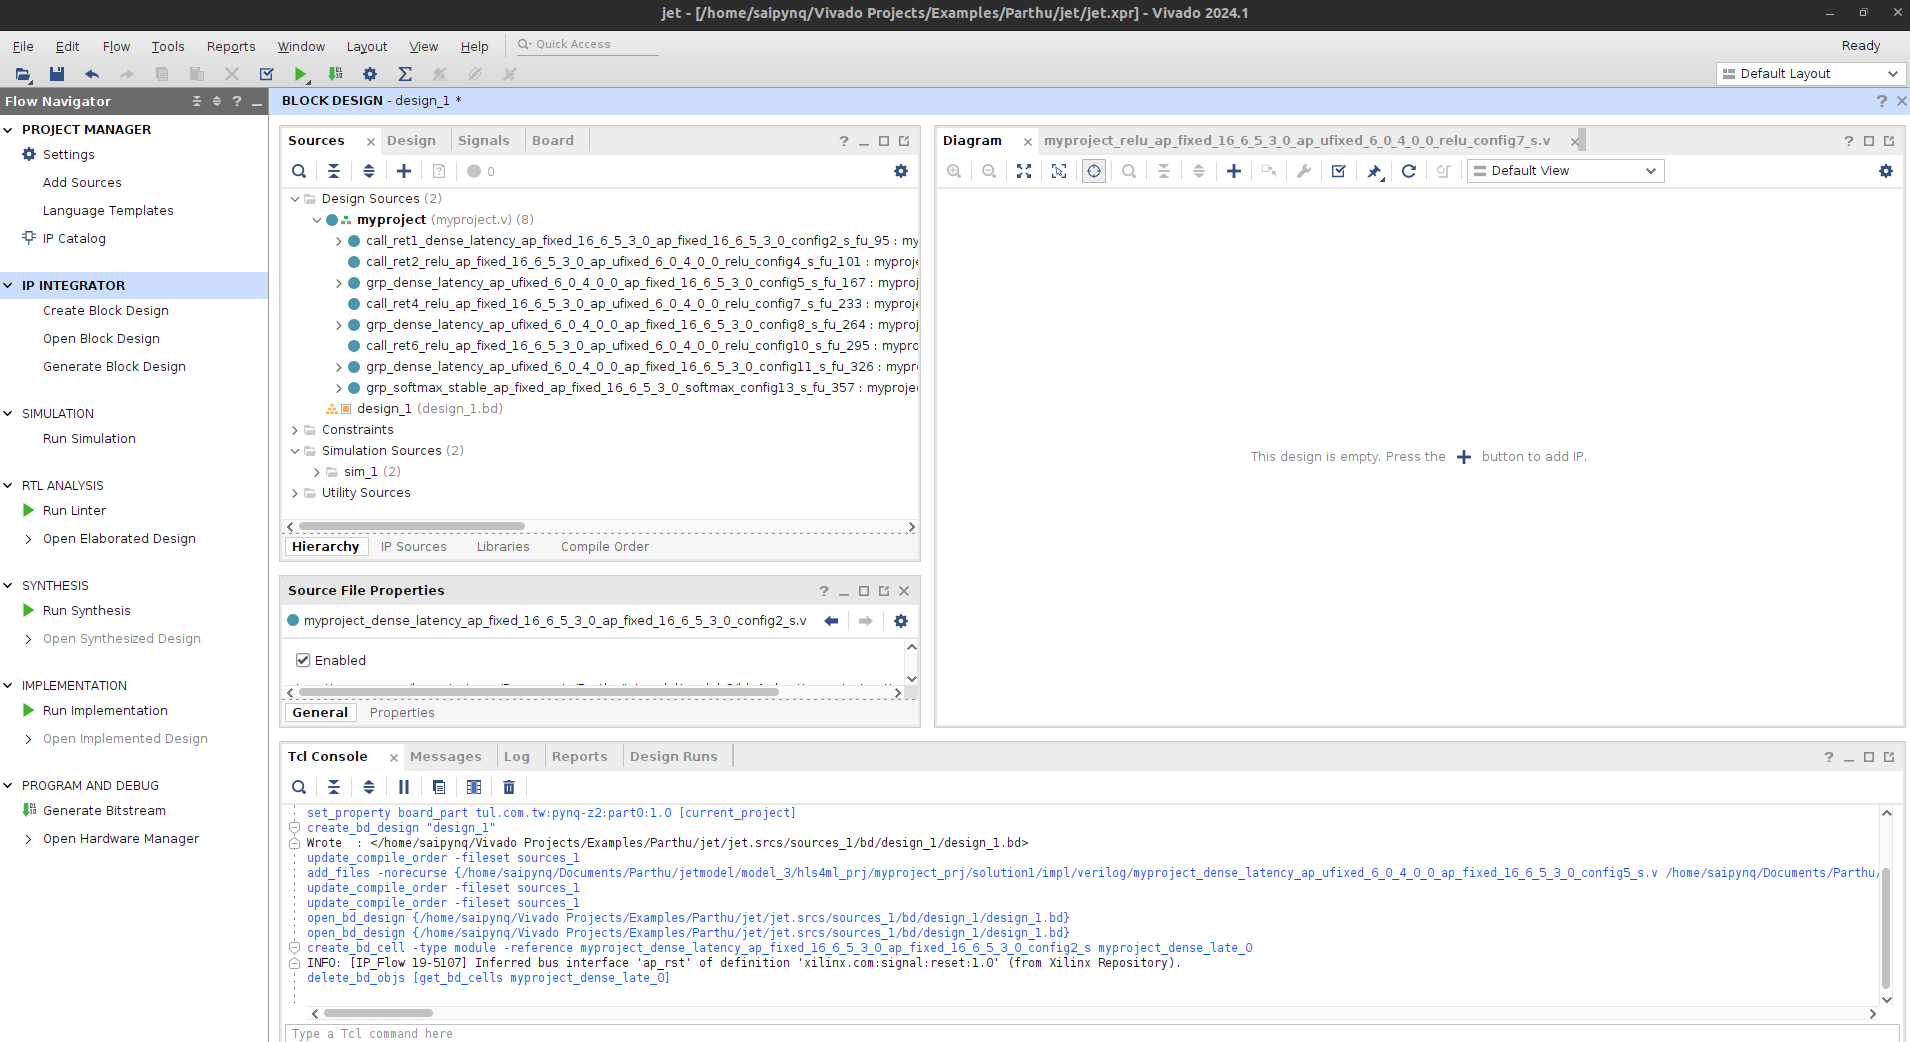 jet - [/home/saipynq/Vivado Projects/Examples/Parthu/jet/jet.xpr] - Vivado 2024.1
File Edit Flow Tools Reports Window Layout View Help Quick Access Ready
Default Layout
Flow Navigator
PROJECT MANAGER
Settings
Add Sources
Language Templates
IP Catalog
IP INTEGRATOR
Create Block Design
Open Block Design
Generate Block Design
SIMULATION
Run Simulation
RTL ANALYSIS
Run Linter
Open Elaborated Design
SYNTHESIS
Run Synthesis
Open Synthesized Design
IMPLEMENTATION
Run Implementation
Open Implemented Design
PROGRAM AND DEBUG
Generate Bitstream
Open Hardware Manager
BLOCK DESIGN - design_1 *
Sources Design Signals Board
0
Design Sources (2)
myproject (myproject.v) (8)
call_ret1_dense_latency_ap_fixed_16_6_5_3_0_ap_fixed_16_6_5_3_0_config2_s_fu_95 : my
call_ret2_relu_ap_fixed_16_6_5_3_0_ap_ufixed_6_0_4_0_0_relu_config4_s_fu_101 : myproje
grp_dense_latency_ap_ufixed_6_0_4_0_0_ap_fixed_16_6_5_3_0_config5_s_fu_167 : myproj
call_ret4_relu_ap_fixed_16_6_5_3_0_ap_ufixed_6_0_4_0_0_relu_config7_s_fu_233 : myproje
grp_dense_latency_ap_ufixed_6_0_4_0_0_ap_fixed_16_6_5_3_0_config8_s_fu_264 : myproj
call_ret6_relu_ap_fixed_16_6_5_3_0_ap_ufixed_6_0_4_0_0_relu_config10_s_fu_295 : mypro
grp_dense_latency_ap_ufixed_6_0_4_0_0_ap_fixed_16_6_5_3_0_config11_s_fu_326 : mypr
grp_softmax_stable_ap_fixed_ap_fixed_16_6_5_3_0_softmax_config13_s_fu_357 : myproje
design_1 (design_1.bd)
Constraints
Simulation Sources (2)
sim_1 (2)
Utility Sources
Hierarchy IP Sources Libraries Compile Order
Source File Properties
myproject_dense_latency_ap_fixed_16_6_5_3_0_ap_fixed_16_6_5_3_0_config2_s.v
Enabled
General Properties
Diagram myproject_relu_ap_fixed_16_6_5_3_0_ap_ufixed_6_0_4_0_0_relu_config7_s.v
Default View
This design is empty. Press the + button to add IP.
Tcl Console Messages Log Reports Design Runs
set_property board_part tul.com.tw:pynq-z2:part0:1.0 [current_project]
create_bd_design "design_1"
Wrote : </home/saipynq/Vivado Projects/Examples/Parthu/jet/jet.srcs/sources_1/bd/design_1/design_1.bd>
update_compile_order -fileset sources_1
add_files -norecurse {/home/saipynq/Documents/Parthu/jetmodel/model_3/hls4ml_prj/myproject_prj/solution1/impl/verilog/myproject_dense_latency_ap_ufixed_6_0_4_0_0_ap_fixed_16_6_5_3_0_config5_s.v /home/saipynq/Documents/Parthu/
update_compile_order -fileset sources_1
update_compile_order -fileset sources_1
open_bd_design {/home/saipynq/Vivado Projects/Examples/Parthu/jet/jet.srcs/sources_1/bd/design_1/design_1.bd}
open_bd_design {/home/saipynq/Vivado Projects/Examples/Parthu/jet/jet.srcs/sources_1/bd/design_1/design_1.bd}
create_bd_cell -type module -reference myproject_dense_latency_ap_fixed_16_6_5_3_0_ap_fixed_16_6_5_3_0_config2_s myproject_dense_late_0
INFO: [IP_Flow 19-5107] Inferred bus interface 'ap_rst' of definition 'xilinx.com:signal:reset:1.0' (from Xilinx Repository).
delete_bd_objs [get_bd_cells myproject_dense_late_0]
Type a Tcl command here